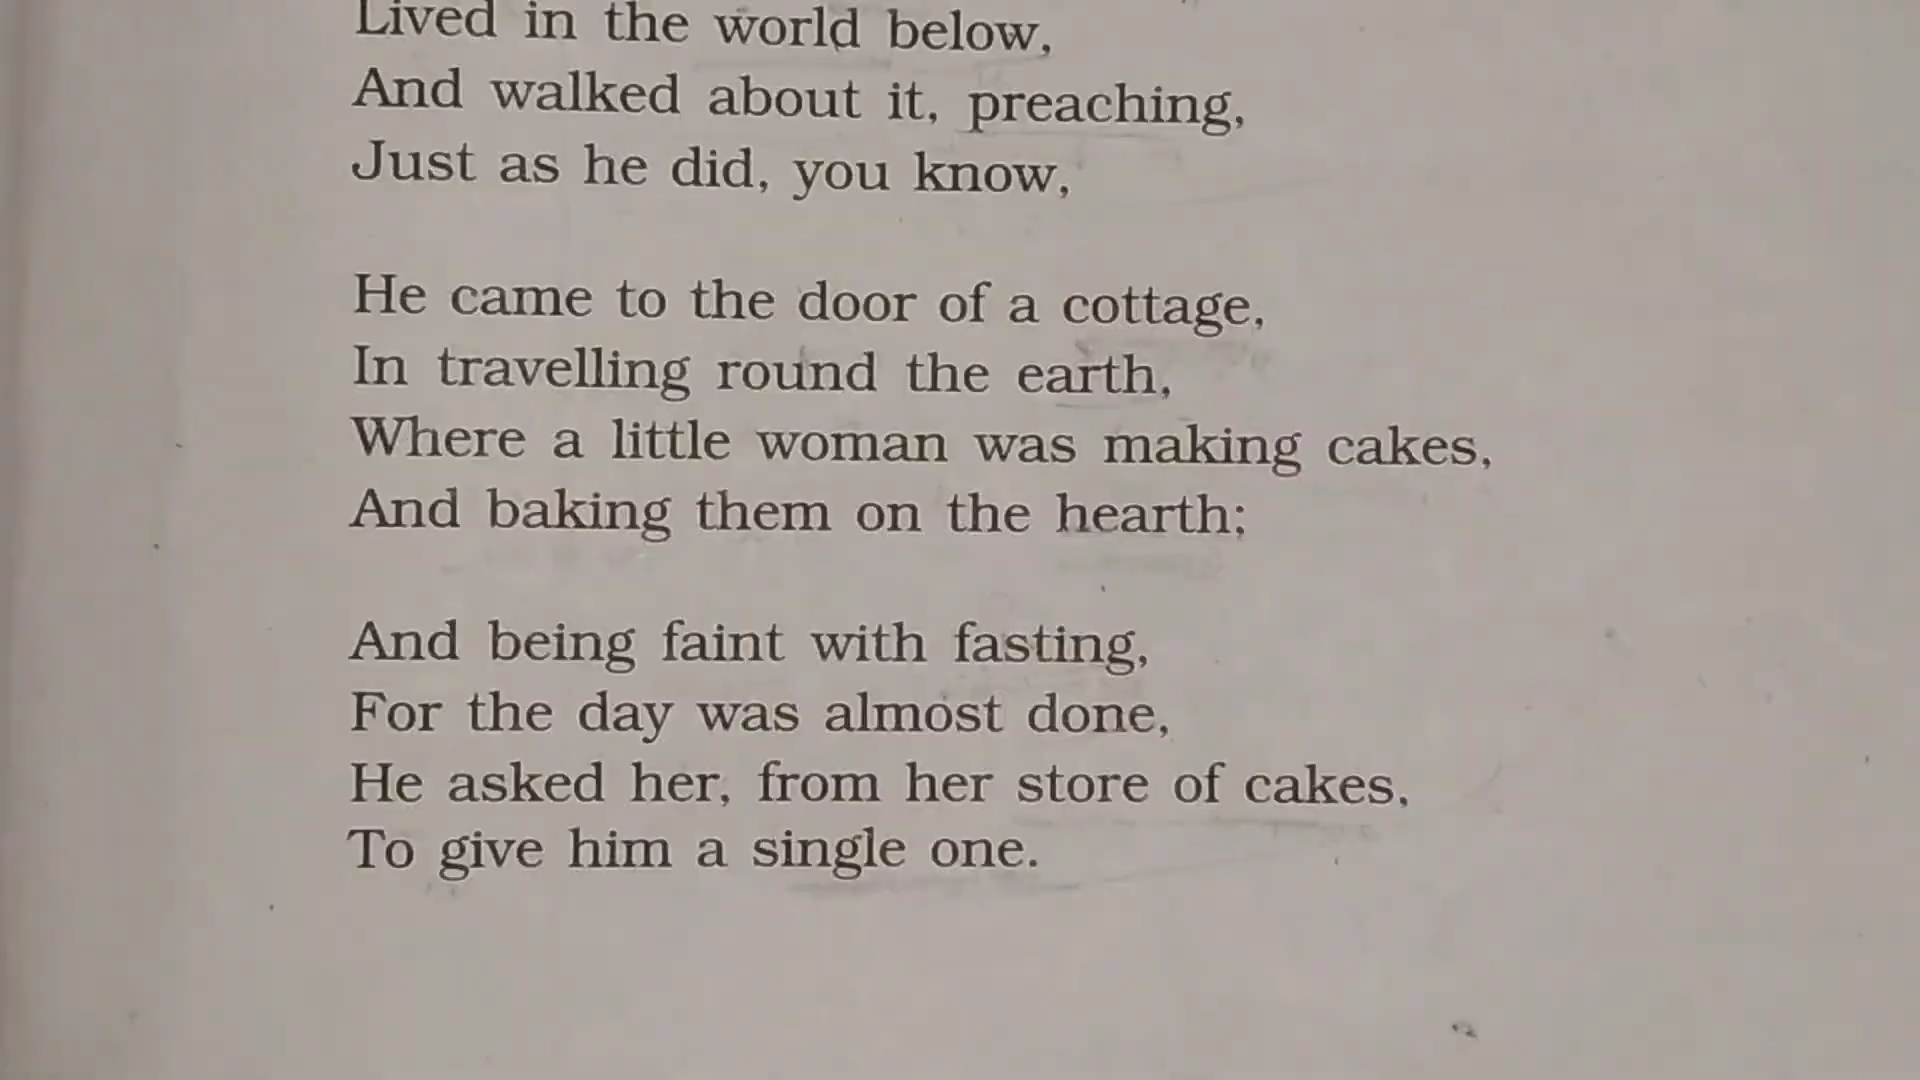 Lived in the world below,
And walked about it, preaching,
Just as he did, you know,
He came to the door of a cottage,
In travelling round the earth,
Where a little woman was making cakes,
And baking them on the hearth;
And being faint with fasting,
For the day was almost done,
He asked her, from her store of cakes,
To give him a single one.